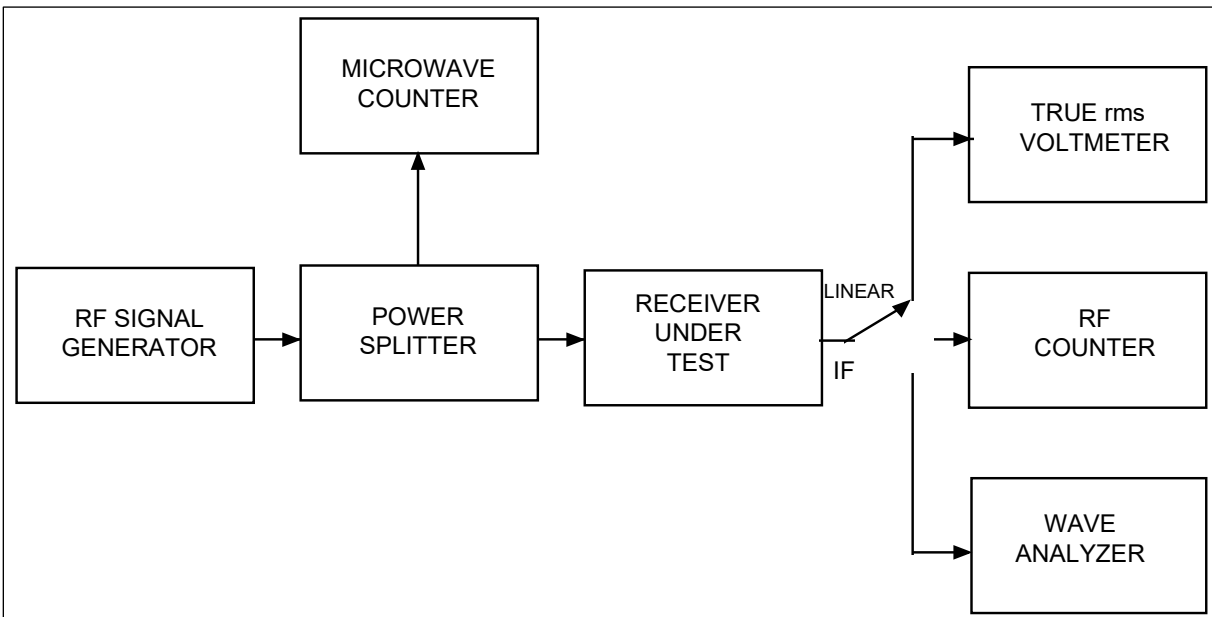 MICROWAVE
COUNTER
TRUE rms
VOLTMETER
RF SIGNAL
GENERATOR
POWER
SPLITTER
RECEIVER
UNDER
TEST
LINEAR
IF
RF
COUNTER
WAVE
ANALYZER